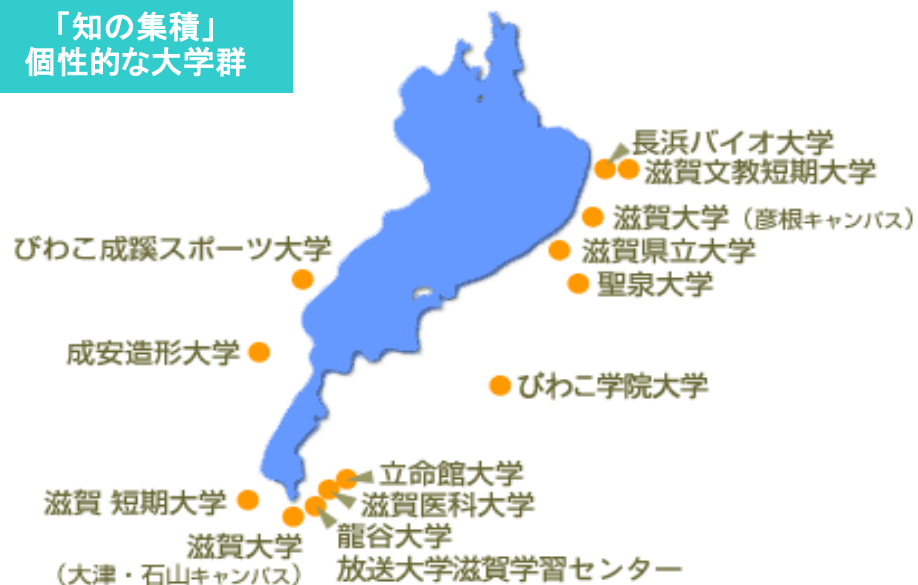 「知の集積」
個性的な大学群
長浜バイオ大学
滋賀文教短期大学
滋賀大学（彦根キャンパス）
びわこ成蹊スポーツ大学
滋賀県立大学
聖泉大学
成安造形大学
びわこ学院大学
立命館大学
滋賀 短期大学
滋賀医科大学
龍谷大学
滋賀大学
（大津・石山キャンパス）
放送大学滋賀学習センター